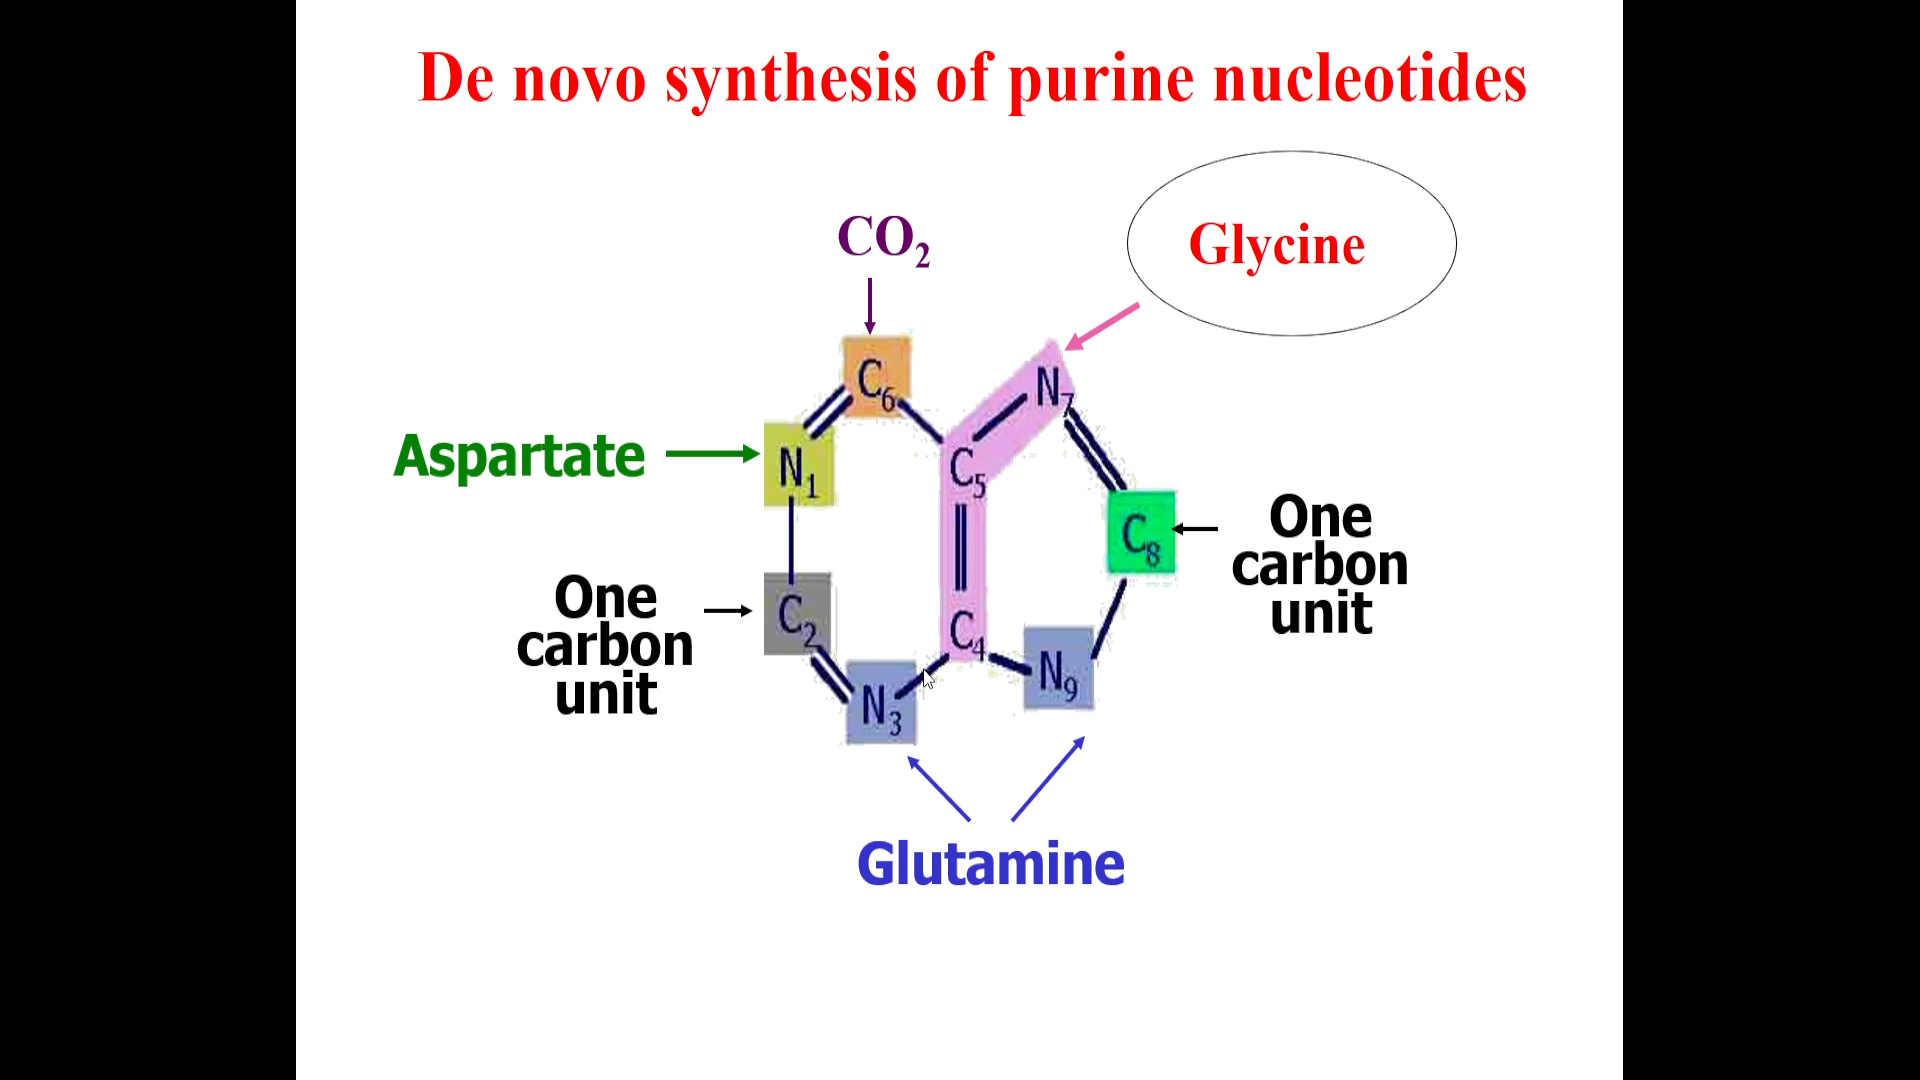 De novo synthesis of purine nucleotides
CO2
Glycine
C6
N7
Aspartate
N1
C5
C8
One
carbon
unit
One
carbon
unit
C2
C4
N9
N3
Glutamine